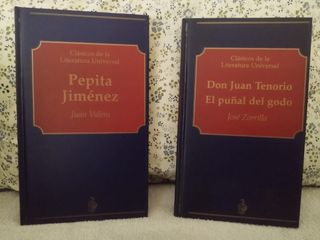 Clásicos de la
Literatura Universal
Pepita
Jiménez
Juan Valera
Clásicos de la
Literatura Universal
Don Juan Tenorio
El puñal del godo
José Zorrilla